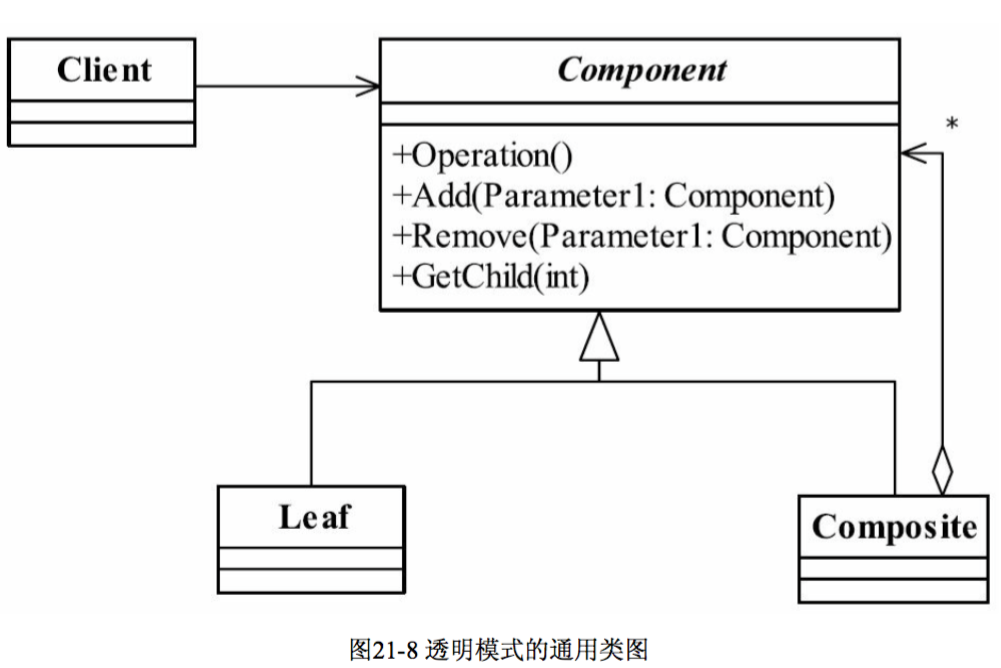 Client
Component
*
+Operation()
+Add(Parameter1: Component)
+Remove(Parameter1: Component)
+GetChild(int)
Leaf
Composite
图21-8 透明模式的通用类图